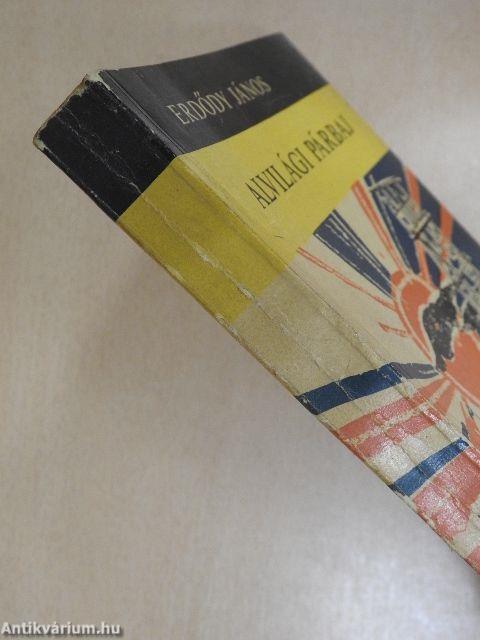 ERDŐDY JÁNOS
ALVILÁGI PÁRBAJ
Antikvárium.hu